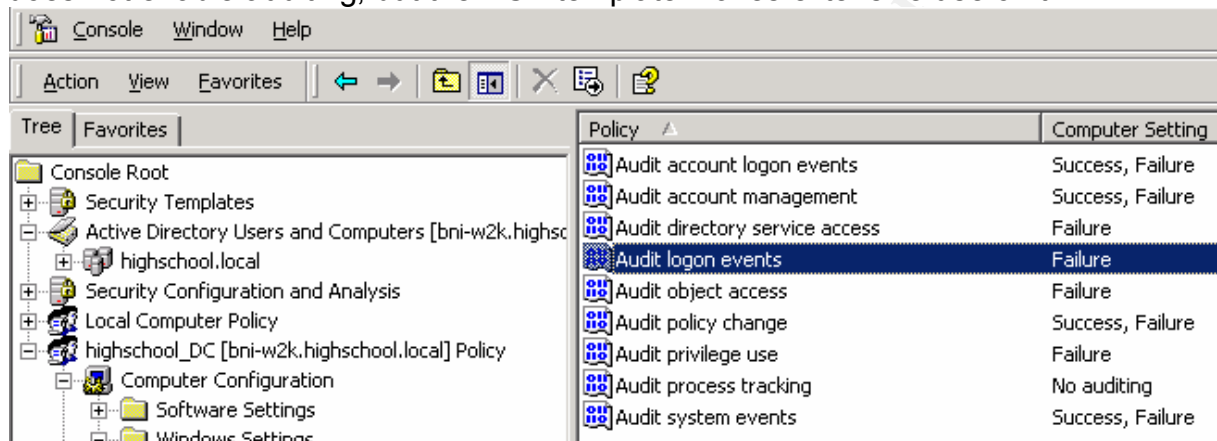 Console Window Help
Action View Favorites
Tree Favorites
Console Root
Security Templates
Active Directory Users and Computers [bni-w2k.highsc
highschool.local
Security Configuration and Analysis
Local Computer Policy
highschool_DC [bni-w2k.highschool.local] Policy
Computer Configuration
Software Settings
Windows Settings
Policy Computer Setting
Audit account logon events Success, Failure
Audit account management Success, Failure
Audit directory service access Failure
Audit logon events Failure
Audit object access Failure
Audit policy change Success, Failure
Audit privilege use Failure
Audit process tracking No auditing
Audit system events Success, Failure